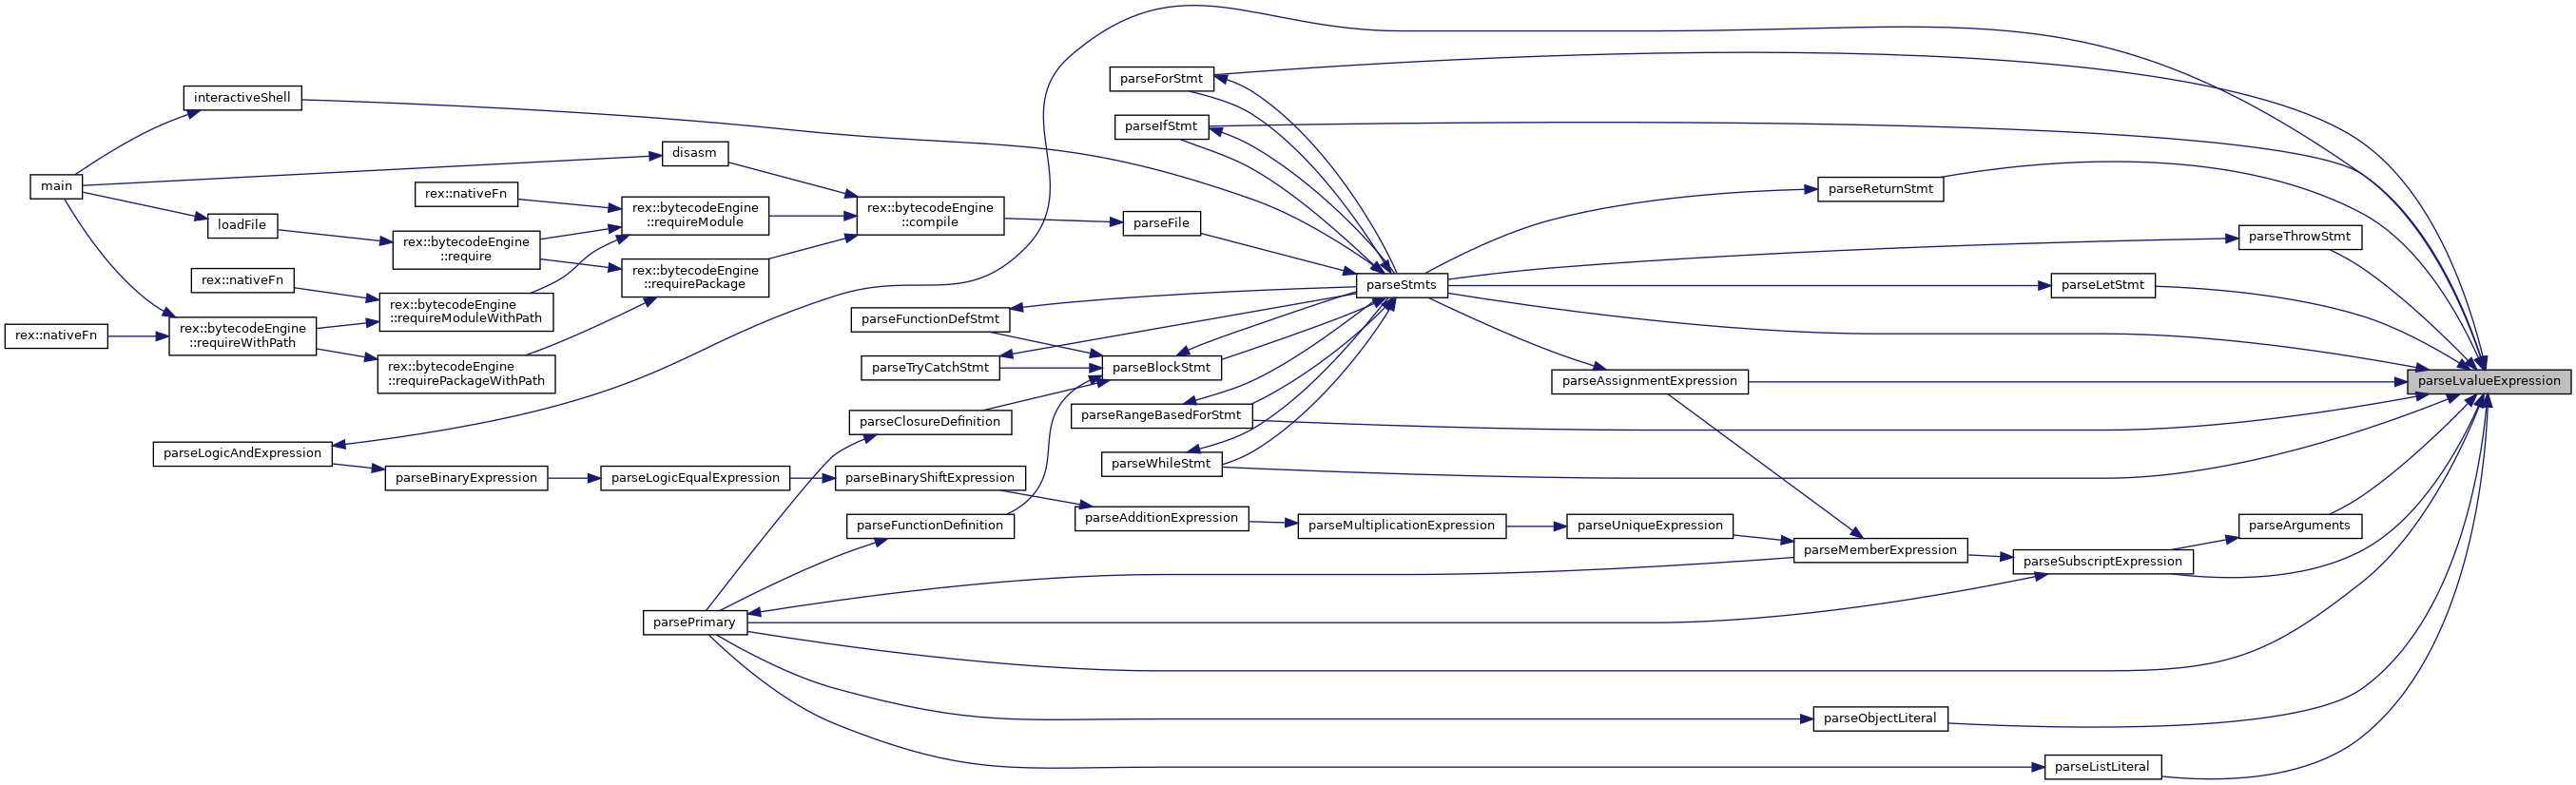 parseForStmt
interactiveShell
parseIfStmt
disasm
main
rex::nativeFn
parseReturnStmt
rex::bytecodeEngine
::requireModule
rex::bytecodeEngine
::compile
parseFile
loadFile
parseThrowStmt
rex::bytecodeEngine
::require
rex::bytecodeEngine
::requirePackage
rex::nativeFn
parseStmts
parseLetStmt
rex::bytecodeEngine
::requireModuleWithPath
parseFunctionDefStmt
rex::nativeFn
rex::bytecodeEngine
::requireWithPath
parseTryCatchStmt
parseBlockStmt
rex::bytecodeEngine
::requirePackageWithPath
parseAssignmentExpression
parseLvalueExpression
parseRangeBasedForStmt
parseClosureDefinition
parseLogicAndExpression
parseWhileStmt
parseBinaryExpression
parseLogicEqualExpression
parseBinaryShiftExpression
parseAdditionExpression
parseFunctionDefinition
parseMultiplicationExpression
parseUniqueExpression
parseArguments
parseMemberExpression
parseSubscriptExpression
parsePrimary
parseObjectLiteral
parseListLiteral